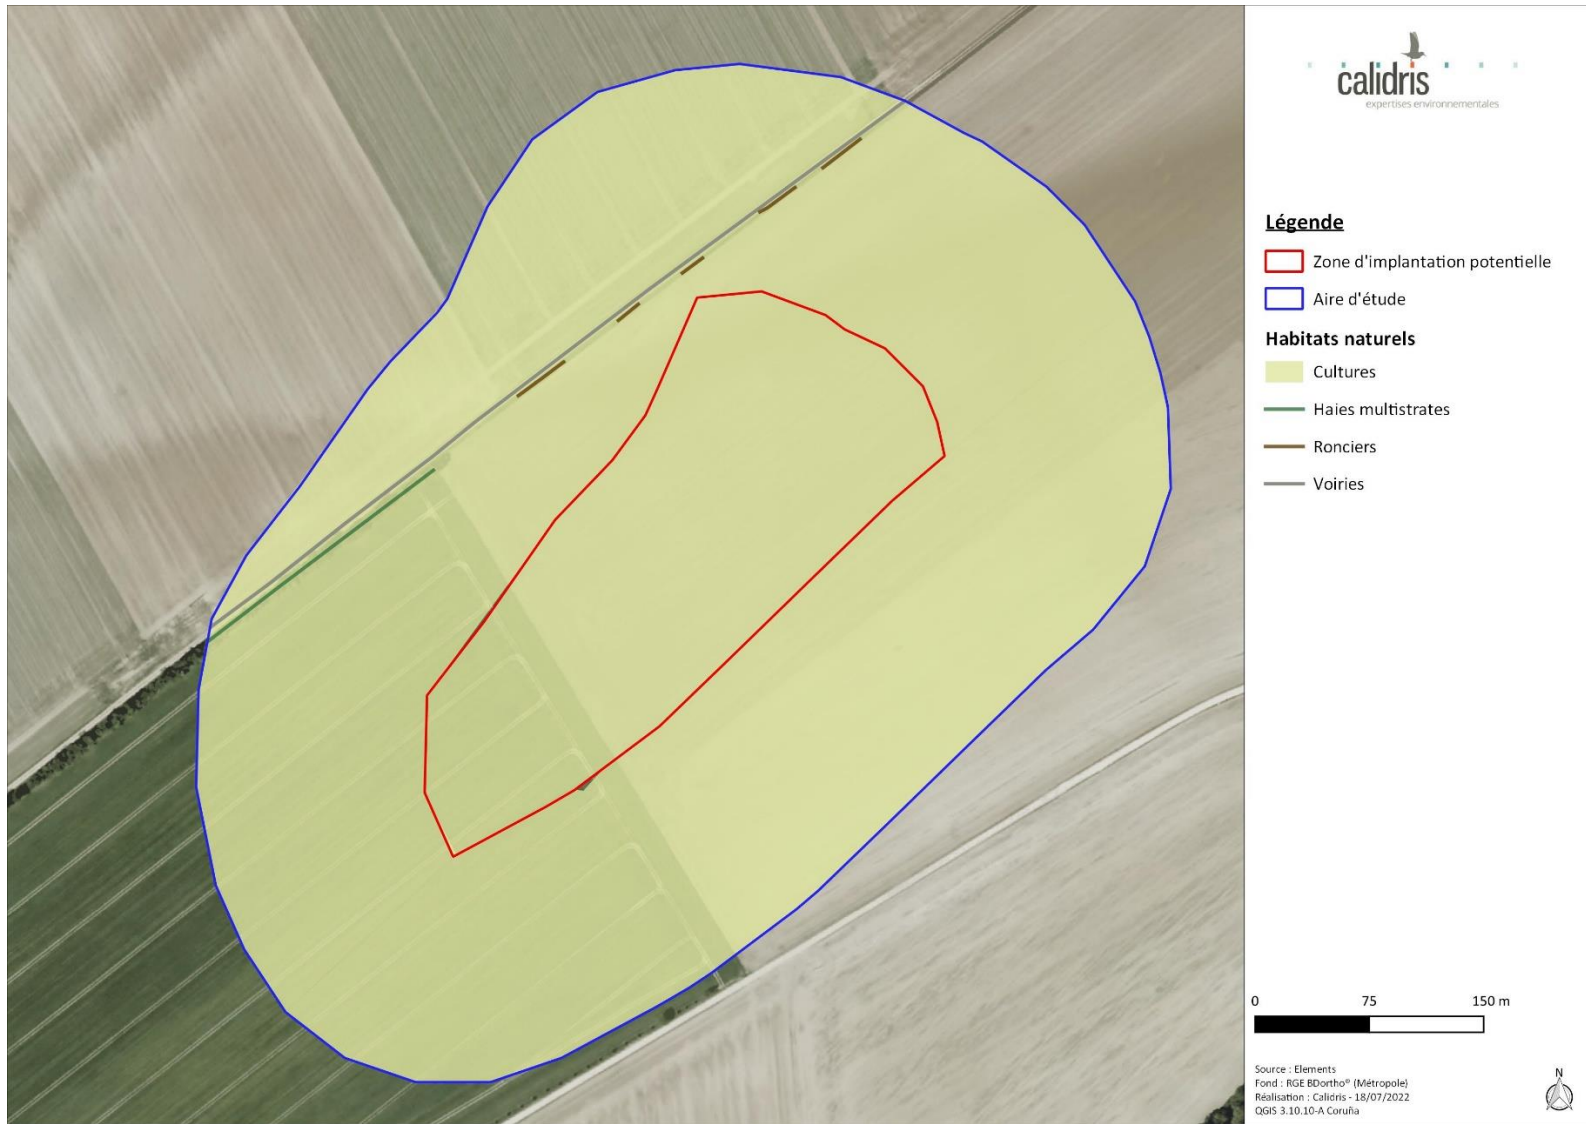 calidris
expertises environnementales
Légende
Zone d'implantation potentielle
Aire d'étude
Habitats naturels
Cultures
Haies multistrates
Ronciers
Voiries
0 75 150 m
Source : Elements
Fond : RGE BDortho® (Métropole)
Réalisation : Calidris - 18/07/2022
QGIS 3.10.10-A Coruña
N